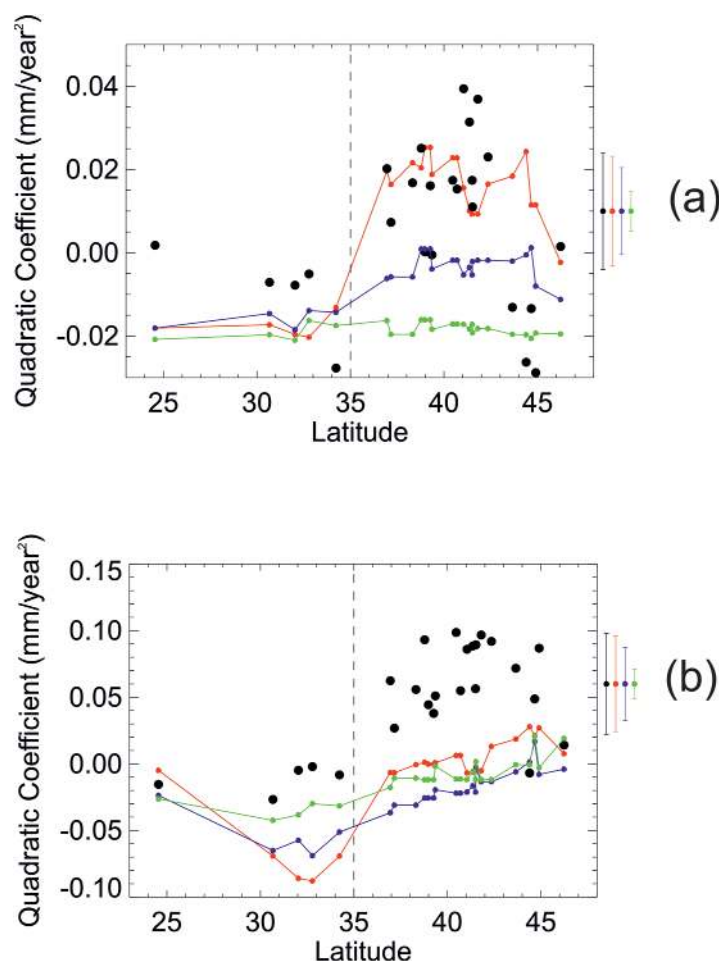 Quadratic Coefficient (mm/year²)
0.04
0.02
0.00
-0.02
25 30 35 40 45
Latitude
(a)
Quadratic Coefficient (mm/year²)
0.15
0.10
0.05
0.00
-0.05
-0.10
25 30 35 40 45
Latitude
(b)